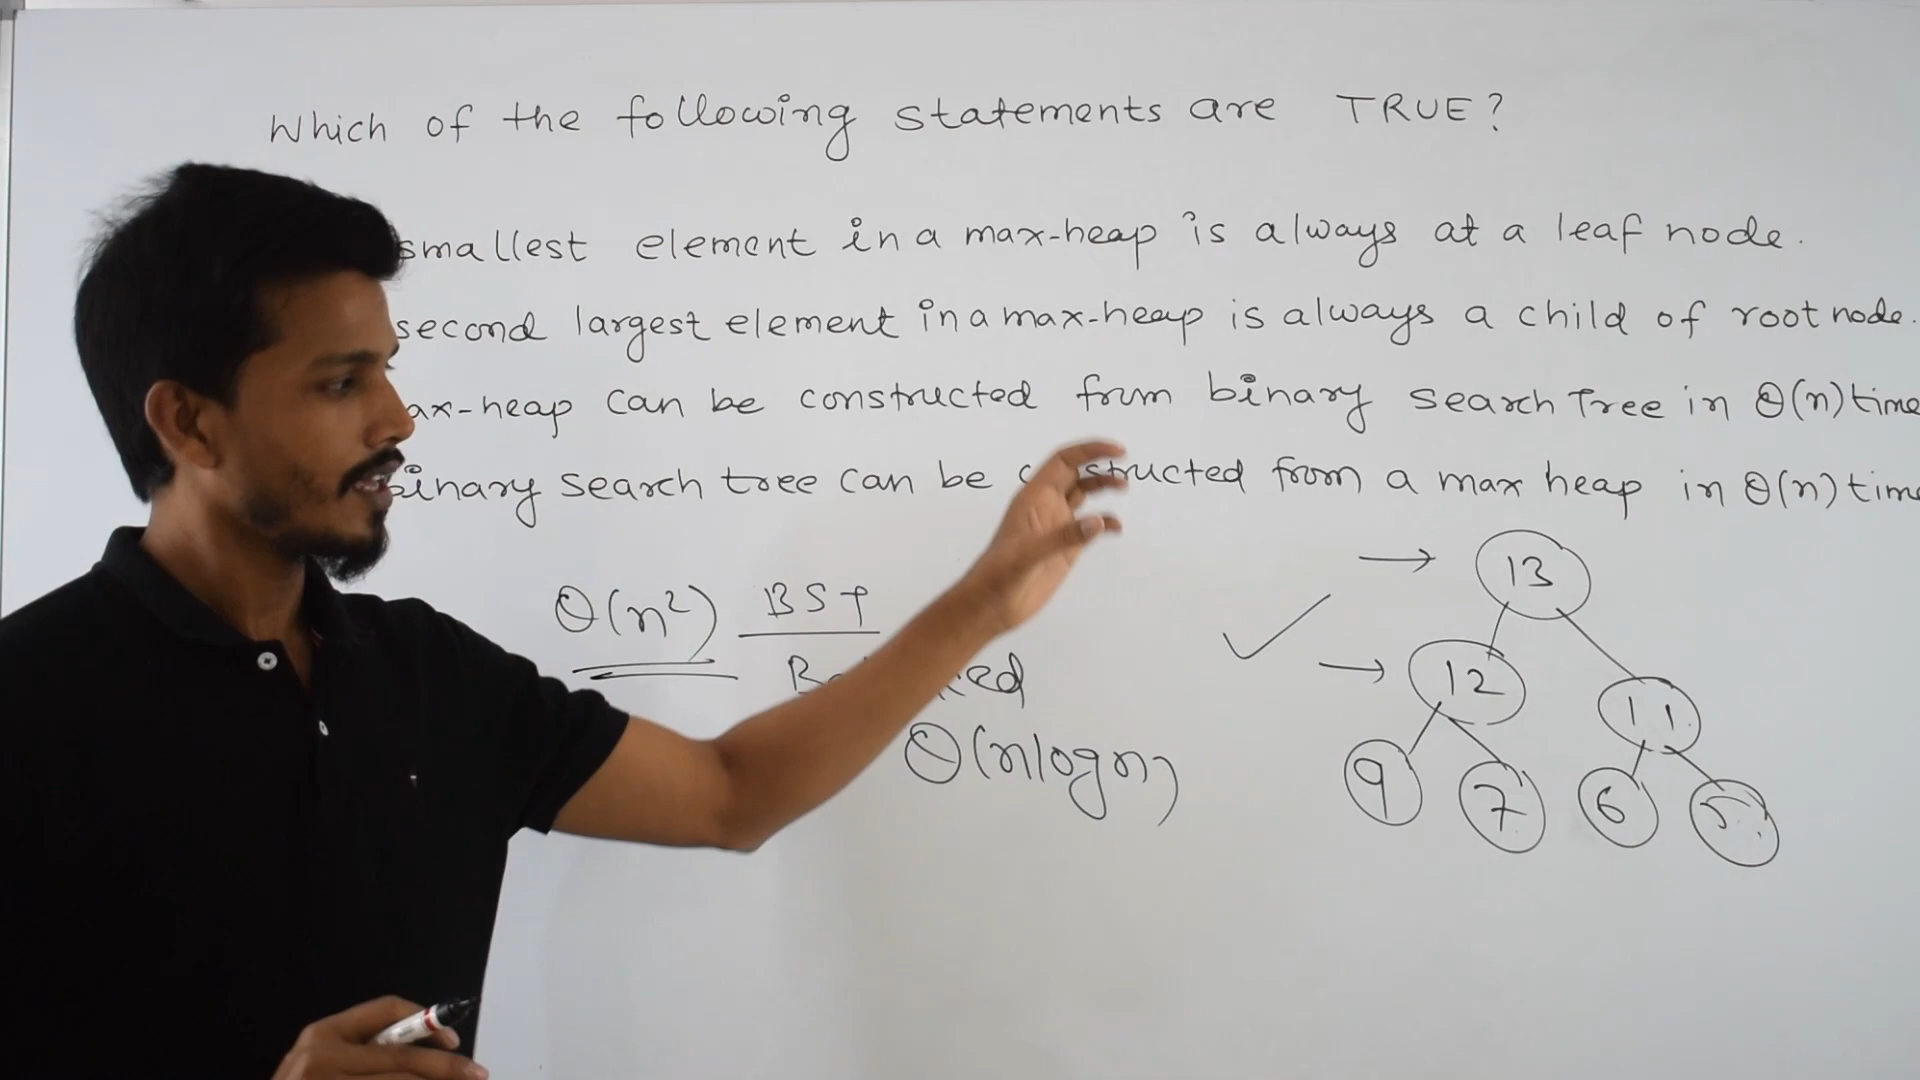 Which of the following statements are TRUE?
smallest element in a max-heap is always at a leaf node.
second largest element in a max-heap is always a child of root node.
ax-heap can be constructed from binary search Tree in Θ(n) time
binary search tree can be structed from a max heap in Θ(n) time
Θ(n²) BST
Θ(nlogn)
13
12
11
9
7
6
5